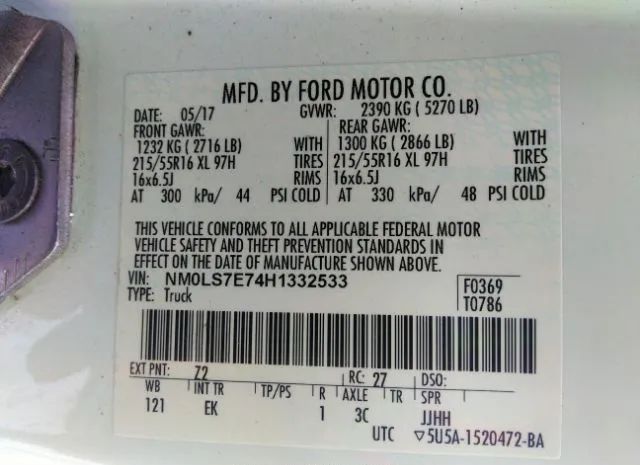 MFD. BY FORD MOTOR CO.
DATE: 05/17 GVWR: 2390 KG ( 5270 LB)
FRONT GAWR: REAR GAWR:
1232 KG ( 2716 LB) WITH 1300 KG ( 2866 LB) WITH
215/55R16 XL 97H TIRES 215/55R16 XL 97H TIRES
16x6.5J RIMS 16x6.5J RIMS
AT 300 kPa/ 44 PSI COLD AT 330 kPa/ 48 PSI COLD
THIS VEHICLE CONFORMS TO ALL APPLICABLE FEDERAL MOTOR
VEHICLE SAFETY AND THEFT PREVENTION STANDARDS IN
EFFECT ON THE DATE OF MANUFACTURE SHOWN ABOVE.
VIN: NM0LS7E74H1332533 F0369
TYPE: Truck T0786
EXT PNT: Z2 RC: 27 DSO:
WB INT TR TP/PS R AXLE TR SPR
121 EK 1 3C JJHH
UTC ▽5U5A-1520472-BA